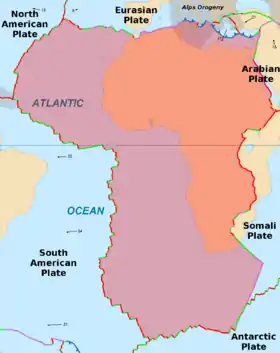 North
American
Plate
Eurasian
Plate
Alps Orogeny
Arabian
Plate
ATLANTIC
OCEAN
Somali
Plate
South
American
Plate
Antarctic
Plate